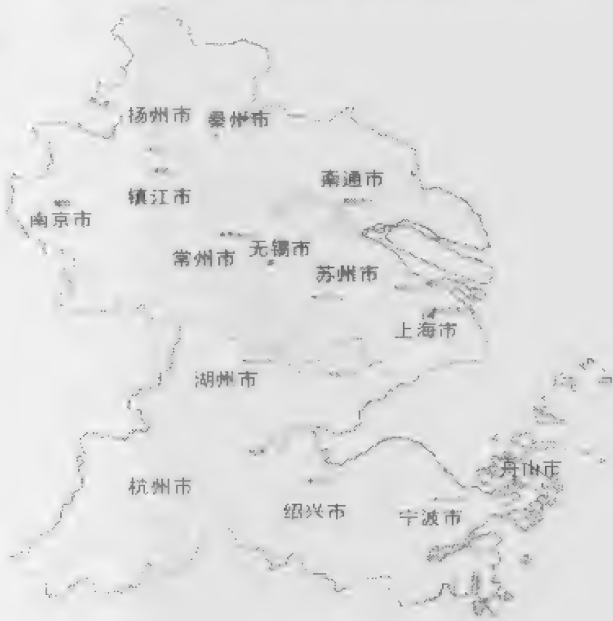 扬州市
泰州市
镇江市
南通市
南京市
常州市
无锡市
苏州市
上海市
湖州市
杭州市
绍兴市
宁波市
舟山市